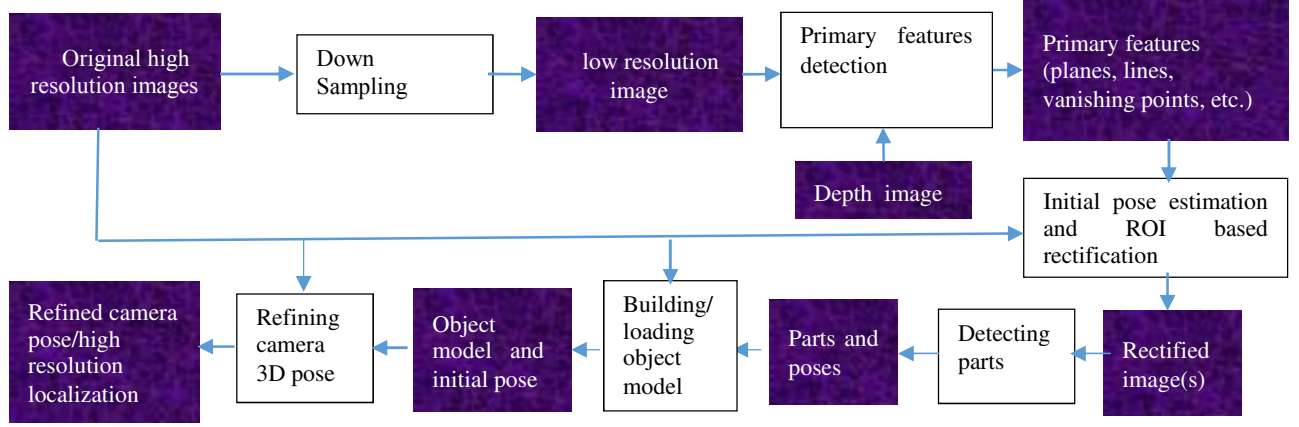 Original high
resolution images
Down
Sampling
low resolution
image
Primary features
detection
Primary features
(planes, lines,
vanishing points, etc.)
Depth image
Initial pose estimation
and ROI based
rectification
Refined camera
pose/high
resolution
localization
Refining
camera
3D pose
Object
model and
initial pose
Building/
loading
object
model
Parts and
poses
Detecting
parts
Rectified
image(s)